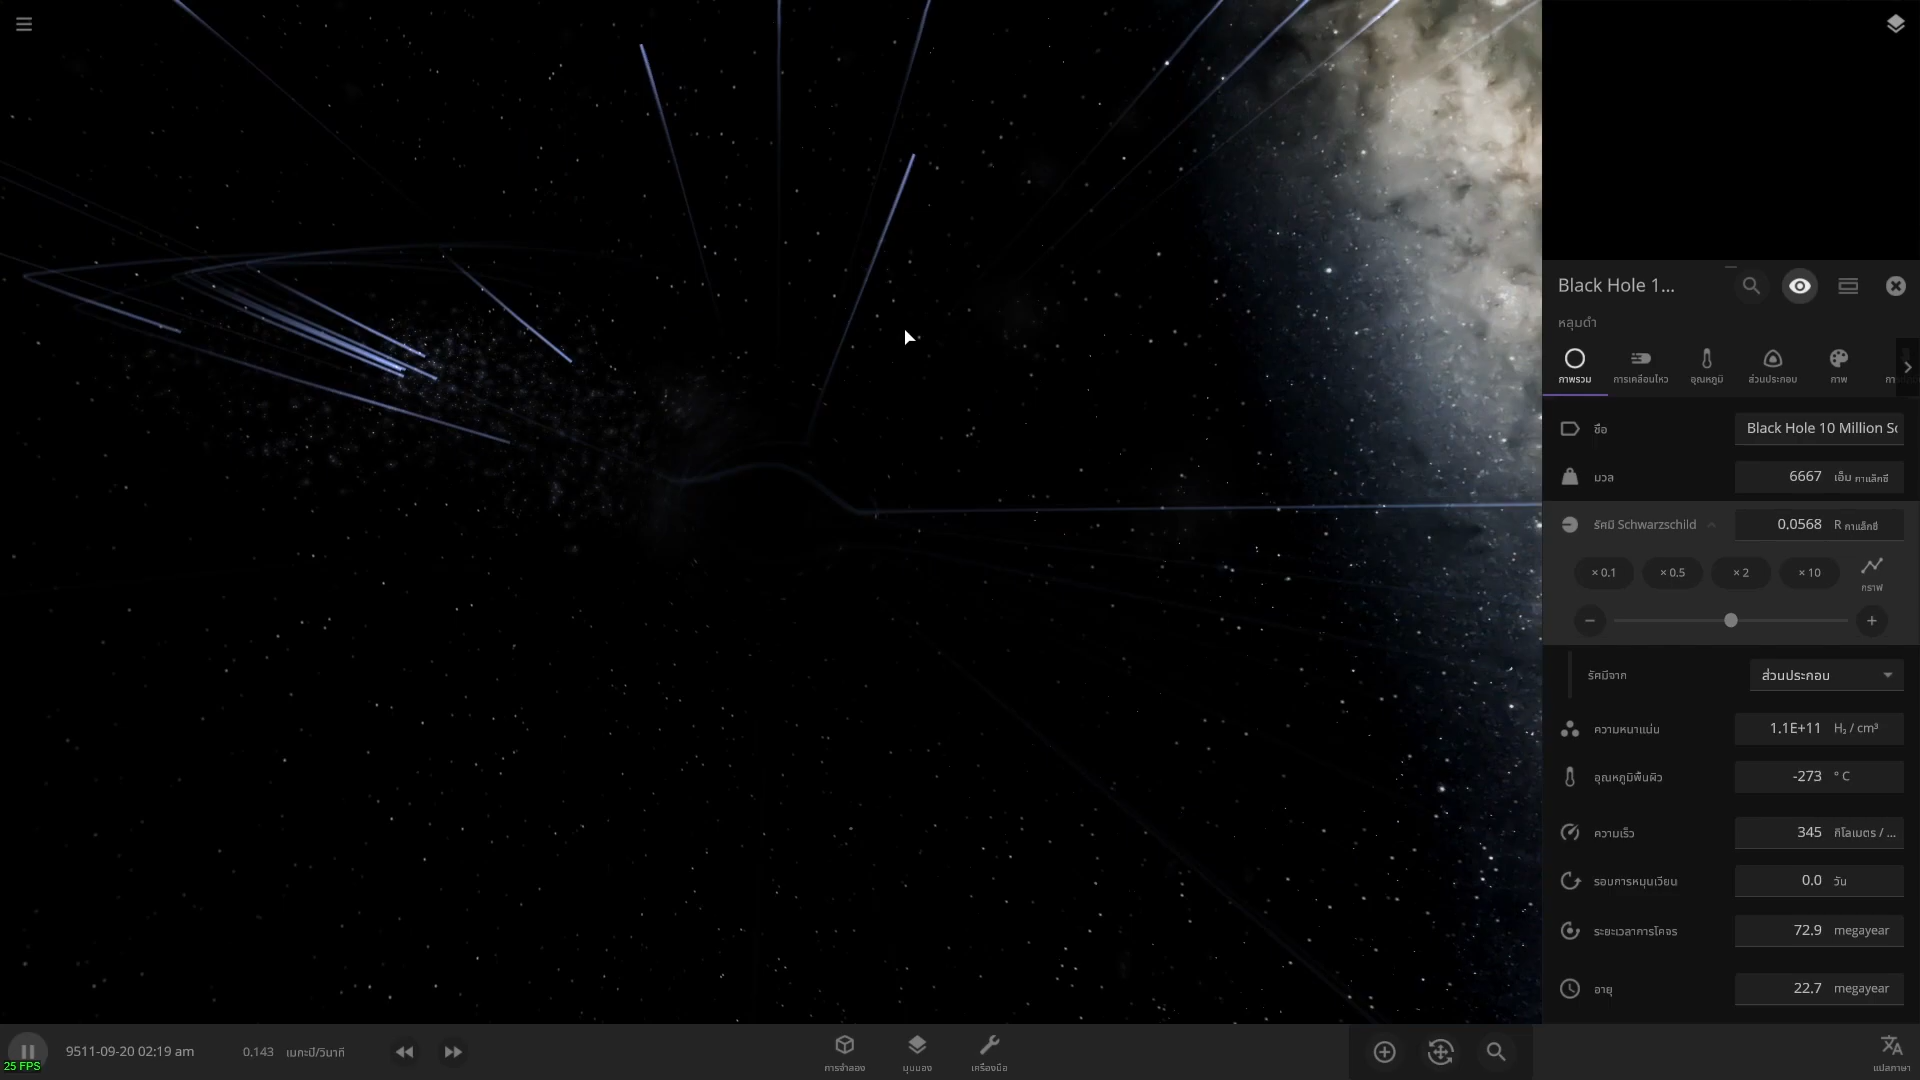 Black Hole 1...
หลุมดำ
ภาพรวม
การเคลื่อนไหว
อุณหภูมิ
ส่วนประกอบ
ภาพ
ชื่อ
Black Hole 10 Million Sc
มวล
6667 เอ็ม กาแล็กซี
รัศมี Schwarzschild
0.0568 R กาแล็กซี
× 0.1
× 0.5
× 2
× 10
กราฟ
รัศมีจาก
ส่วนประกอบ
ความหนาแน่น
1.1E+11 H₂ / cm³
อุณหภูมิพื้นผิว
-273 ° C
ความเร็ว
345 กิโลเมตร / ...
รอบการหมุนเวียน
0.0 วัน
ระยะเวลาการโคจร
72.9 megayear
อายุ
22.7 megayear
25 FPS
9511-09-20 02:19 am
0.143 เมกะปี/วินาที
การจำลอง
มุมมอง
เครื่องมือ
แปลภาษา